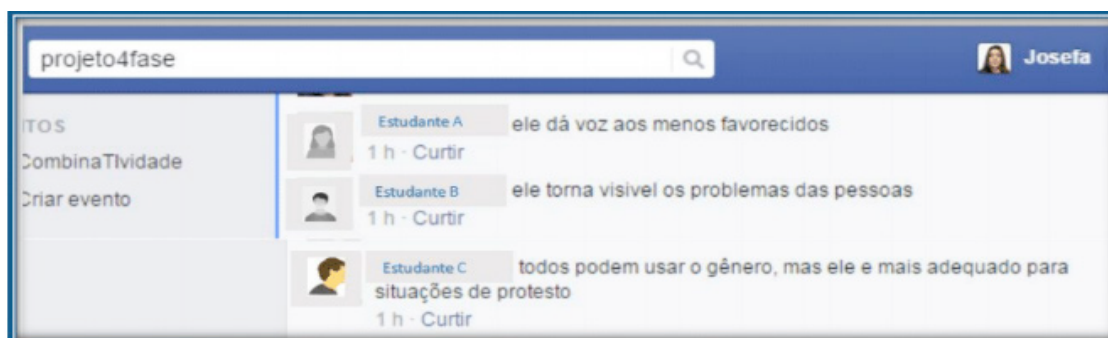 projeto4fase
Josefa
ITOS
CombinaTIvidade
Criar evento
Estudante A ele dá voz aos menos favorecidos
1 h · Curtir
Estudante B ele torna visivel os problemas das pessoas
1 h · Curtir
Estudante C todos podem usar o gênero, mas ele e mais adequado para
situações de protesto
1 h · Curtir